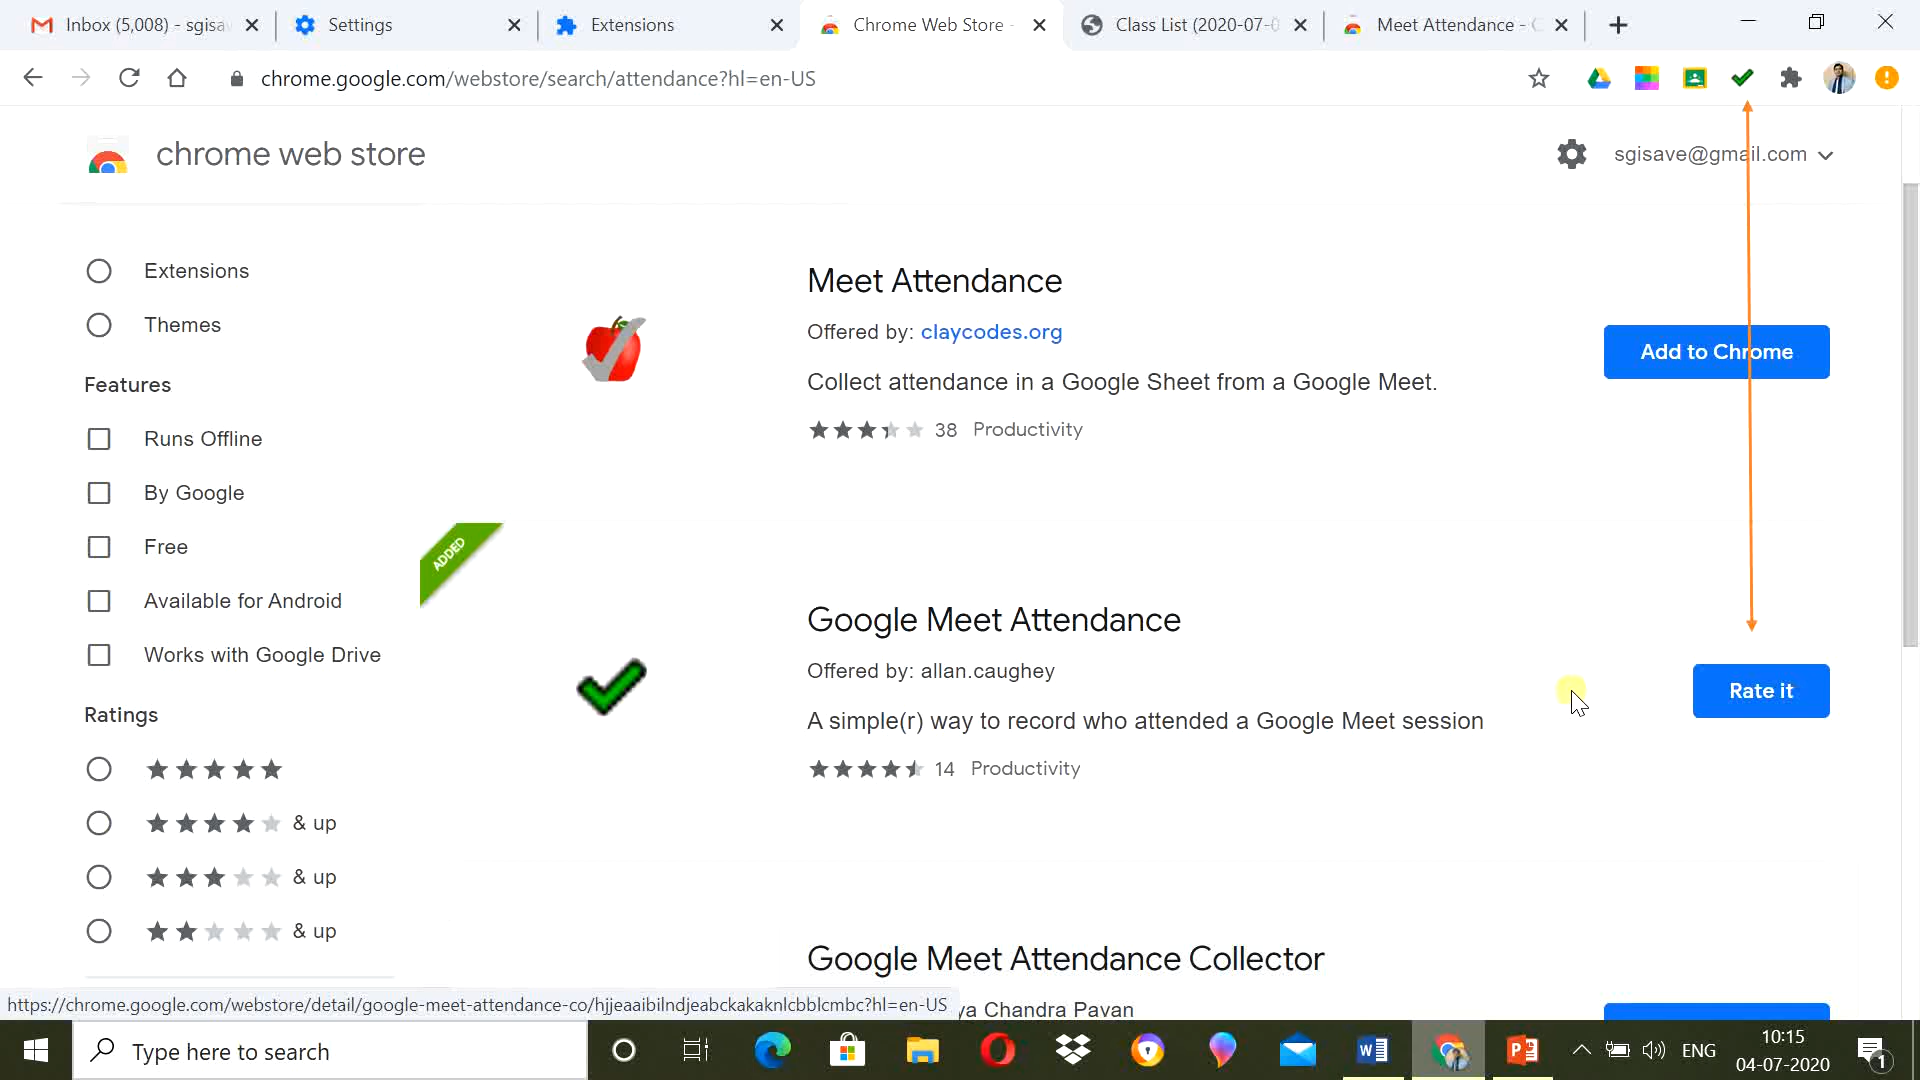 Inbox (5,008) - sgisa
Settings
Extensions
Chrome Web Store -
Class List (2020-07-0
Meet Attendance - C
chrome.google.com/webstore/search/attendance?hl=en-US
chrome web store
sgisave@gmail.com
Extensions
Themes
Features
Runs Offline
By Google
Free
Available for Android
Works with Google Drive
Ratings
& up
& up
& up
Meet Attendance
Offered by: claycodes.org
Collect attendance in a Google Sheet from a Google Meet.
38 Productivity
Add to Chrome
ADDED
Google Meet Attendance
Offered by: allan.caughey
A simple(r) way to record who attended a Google Meet session
14 Productivity
Rate it
Google Meet Attendance Collector
ya Chandra Pavan
https://chrome.google.com/webstore/detail/google-meet-attendance-co/hjjeaaibilndjeabckakaknlcbblcmbc?hl=en-US
Type here to search
ENG
10:15
04-07-2020
1